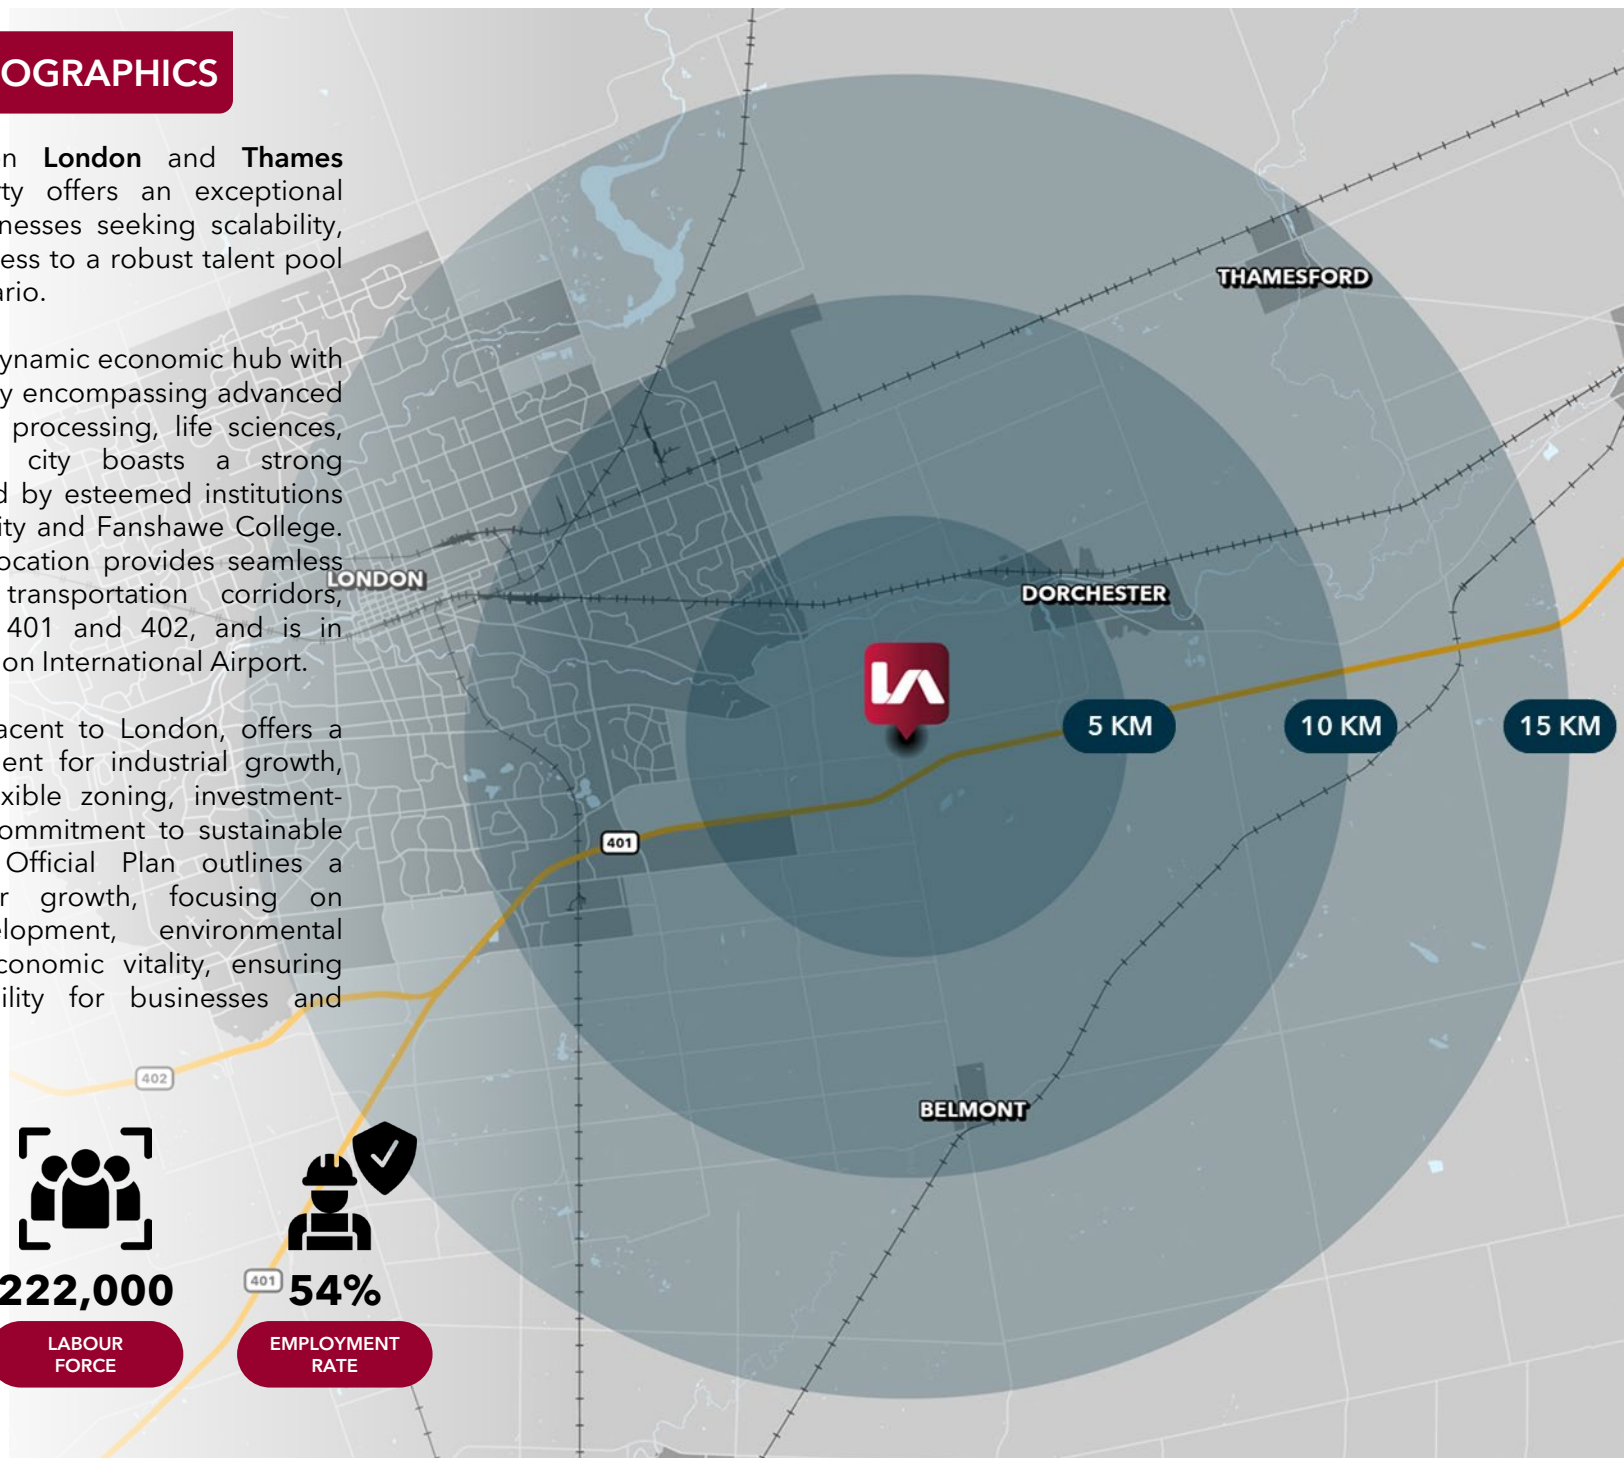 OGRAPHICS
on London and Thames
rty offers an exceptional
nesses seeking scalability,
ess to a robust talent pool
ario.
dynamic economic hub with
y encompassing advanced
processing, life sciences,
city boasts a strong
d by esteemed institutions
ity and Fanshawe College.
ocation provides seamless
transportation corridors,
401 and 402, and is in
on International Airport.
acent to London, offers a
ent for industrial growth,
xible zoning, investment-
ommitment to sustainable
Official Plan outlines a
r growth, focusing on
elopment, environmental
conomic vitality, ensuring
ility for businesses and
THAMESFORD
LONDON
DORCHESTER
5 KM
10 KM
15 KM
401
402
BELMONT
222,000
LABOUR
FORCE
401
54%
EMPLOYMENT
RATE